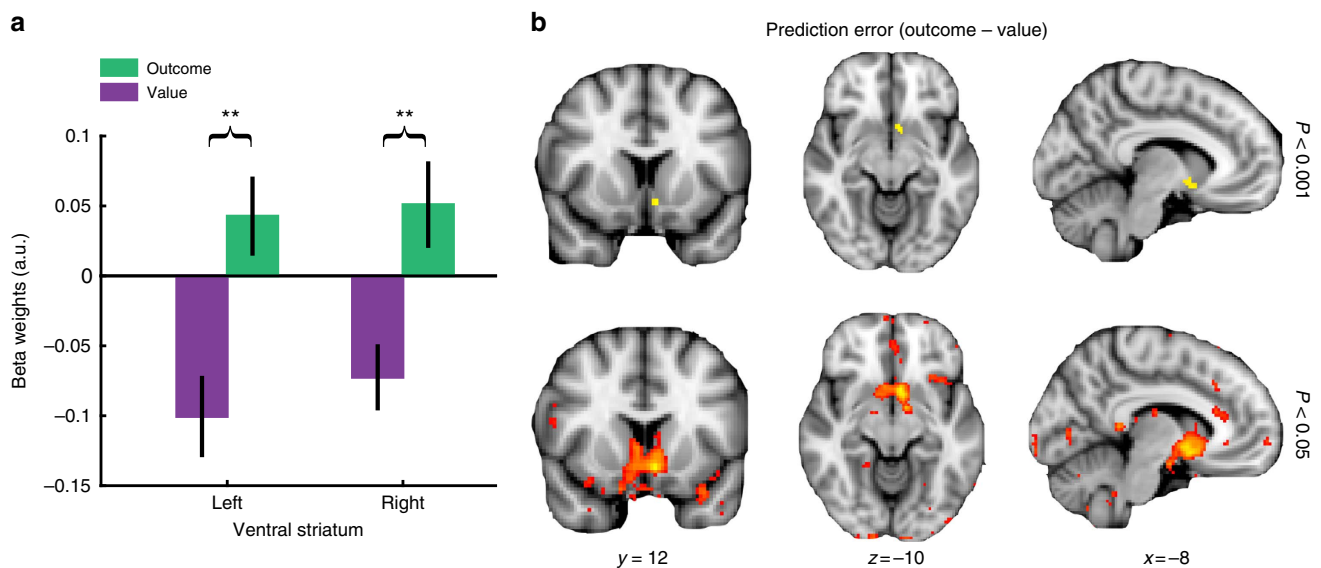 a
Outcome
Value
**
**
0.1
0.05
0
−0.05
−0.1
−0.15
Beta weights (a.u.)
Left
Right
Ventral striatum
b
Prediction error (outcome – value)
P < 0.001
P < 0.05
y = 12
z=−10
x=−8